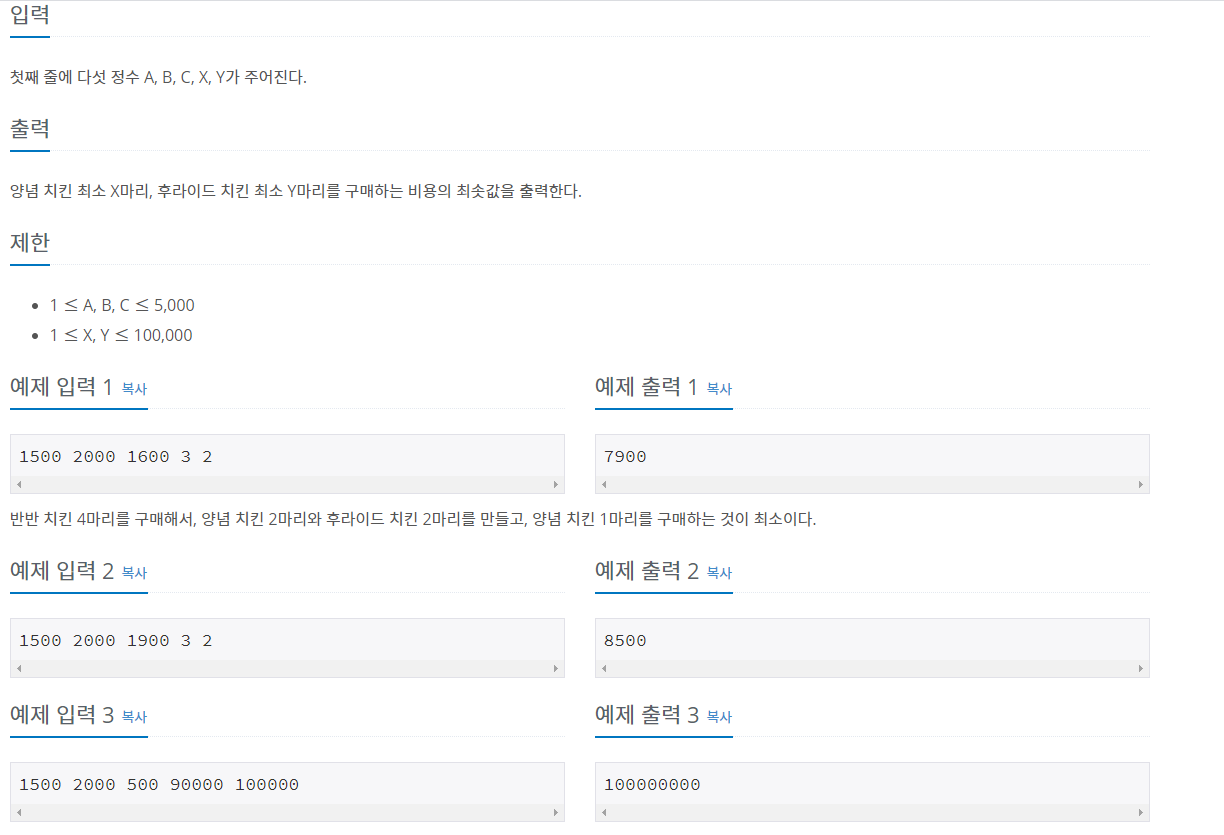 입력
첫째 줄에 다섯 정수 A, B, C, X, Y가 주어진다.
출력
양념 치킨 최소 X마리, 후라이드 치킨 최소 Y마리를 구매하는 비용의 최솟값을 출력한다.
제한
• 1 ≤ A, B, C ≤ 5,000
• 1 ≤ X, Y ≤ 100,000
예제 입력 1 복사
1500 2000 1600 3 2
예제 출력 1 복사
7900
반반 치킨 4마리를 구매해서, 양념 치킨 2마리와 후라이드 치킨 2마리를 만들고, 양념 치킨 1마리를 구매하는 것이 최소이다.
예제 입력 2 복사
1500 2000 1900 3 2
예제 출력 2 복사
8500
예제 입력 3 복사
1500 2000 500 90000 100000
예제 출력 3 복사
100000000